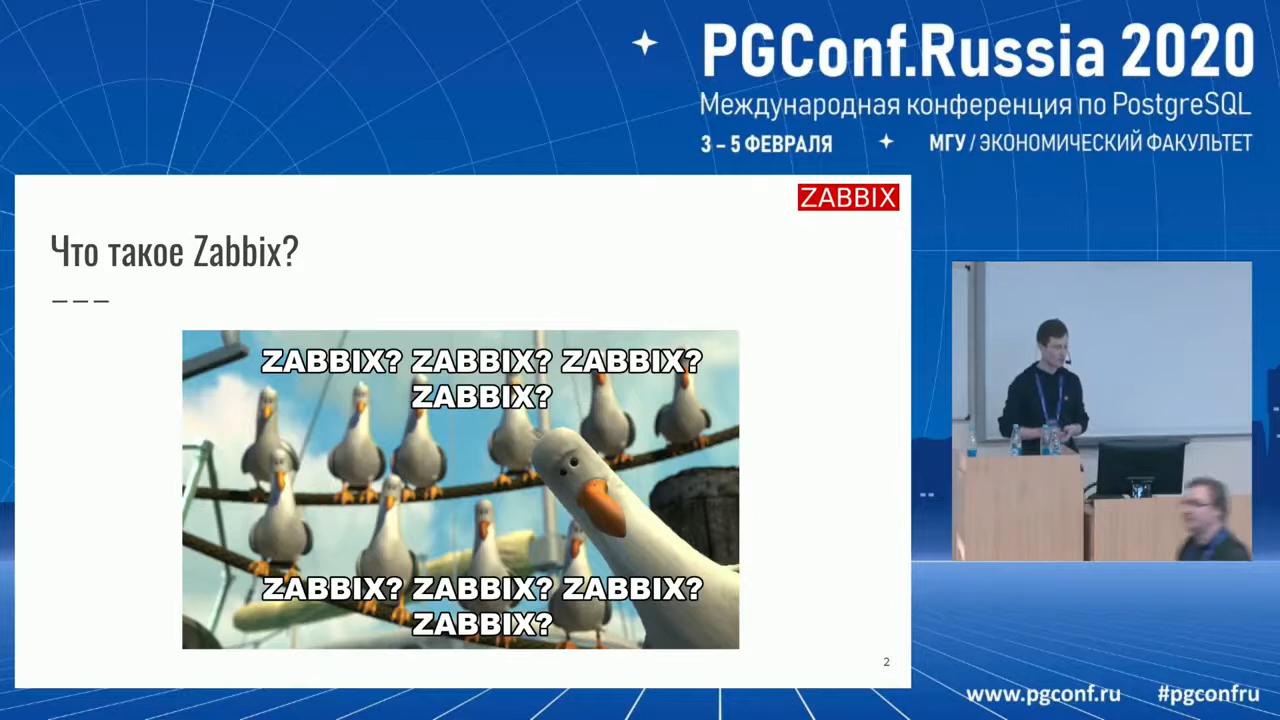 PGConf.Russia 2020
Международная конференция по PostgreSQL
3 – 5 ФЕВРАЛЯ
МГУ / ЭКОНОМИЧЕСКИЙ ФАКУЛЬТЕТ
ZABBIX
Что такое Zabbix?
ZABBIX? ZABBIX? ZABBIX?
ZABBIX?
ZABBIX? ZABBIX? ZABBIX?
ZABBIX?
2
www.pgconf.ru #pgconfru